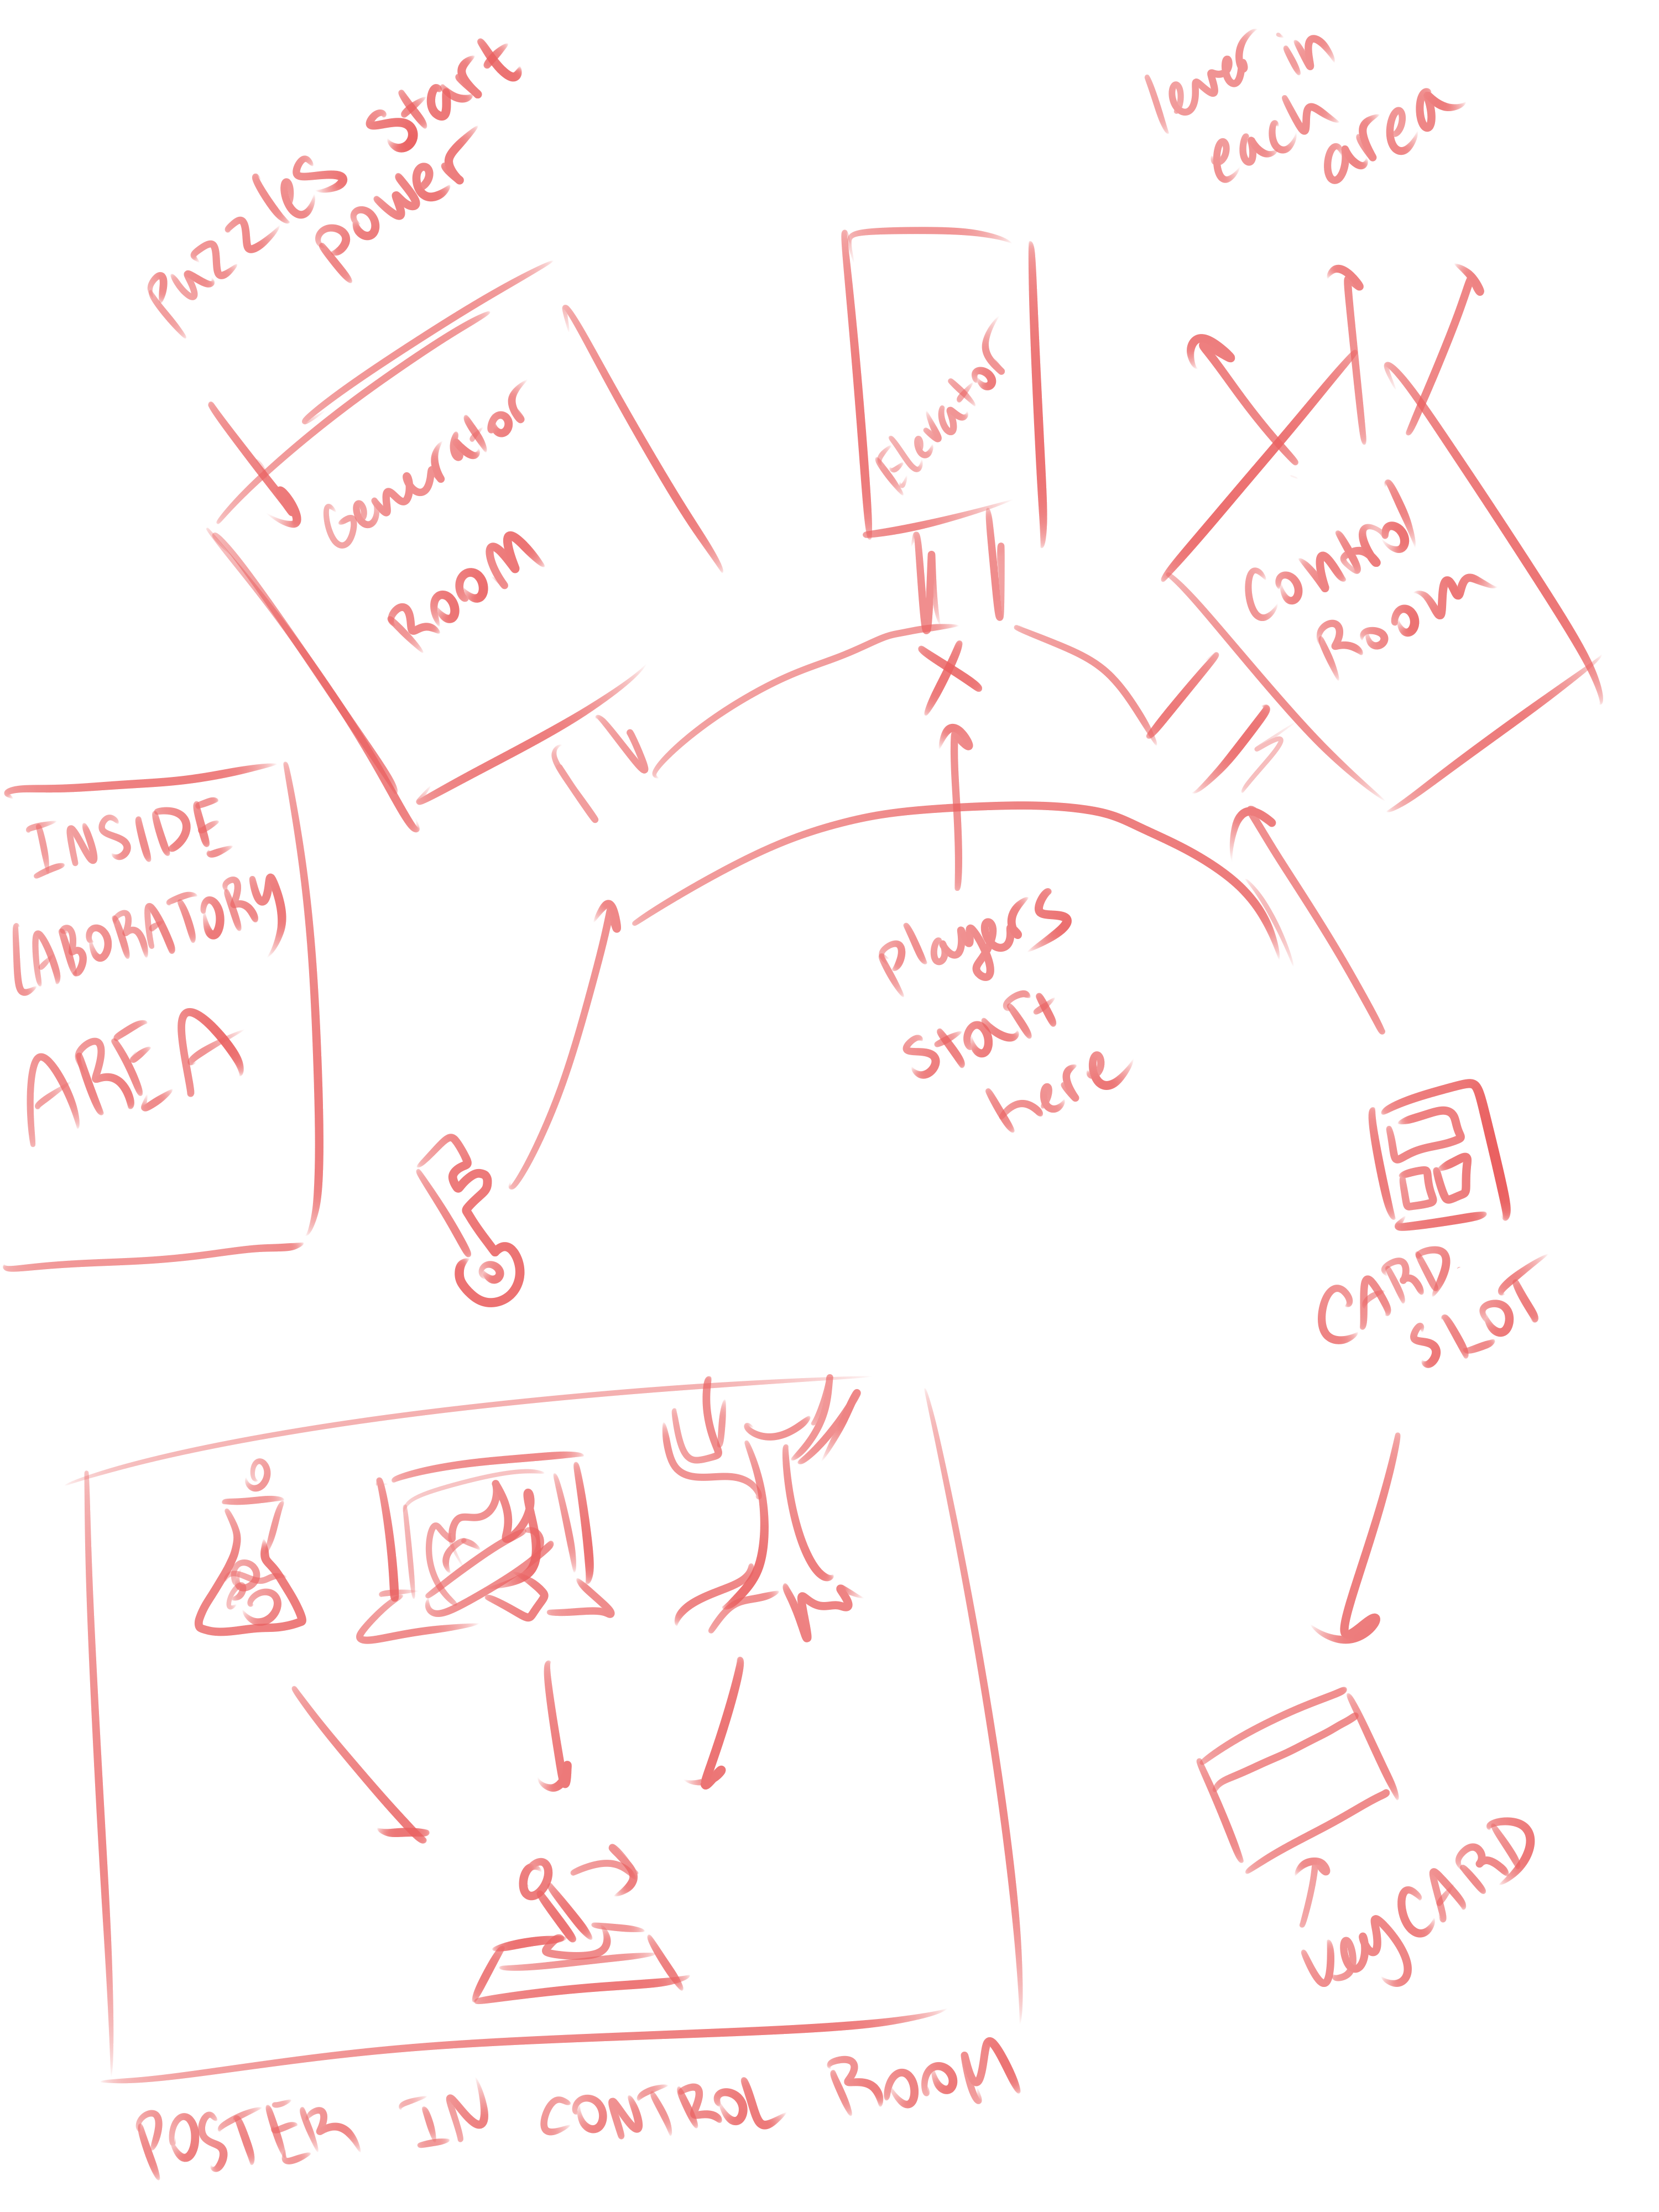 puzzles start
power
lever in
each
area
Generator
Room
Elevator
Control
Room
INSIDE
LABORATORY
AREA
players
start
here
CARD
SLOT
keyCARD
POSTER IN CONTROL ROOM